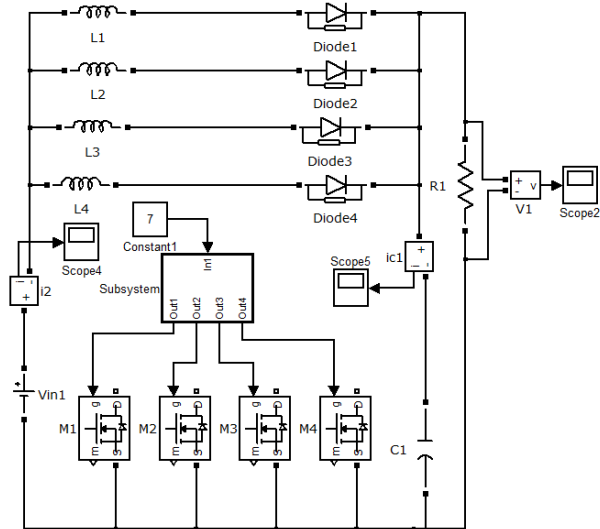 L1
Diode1
L2
Diode2
L3
Diode3
L4
Diode4
R1
+
-
v
V1
Scope2
7
Constant1
Scope4
i
-
+
i2
In1
Subsystem
Out1
Out2
Out3
Out4
Scope5
ic1
i
-
+
+
Vin1
g
D
M1
m
S
g
D
M2
m
S
g
D
M3
m
S
g
D
M4
m
S
C1